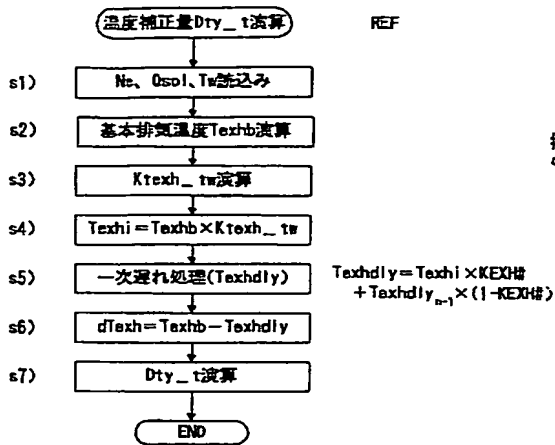 温度補正量Dty_t演算 REF
s1) Ne、Qsol、Tw読込み
s2) 基本排気温度Texhb演算
s3) Ktexh_tw演算
s4) Texhi=Texhb×Ktexh_tw
s5) 一次遅れ処理(Texhdly) Texhdly=Texhi×KEXH#
+Texhdlyn-1×(1-KEXH#)
s6) dTexh=Texhb-Texhdly
s7) Dty_t演算
END